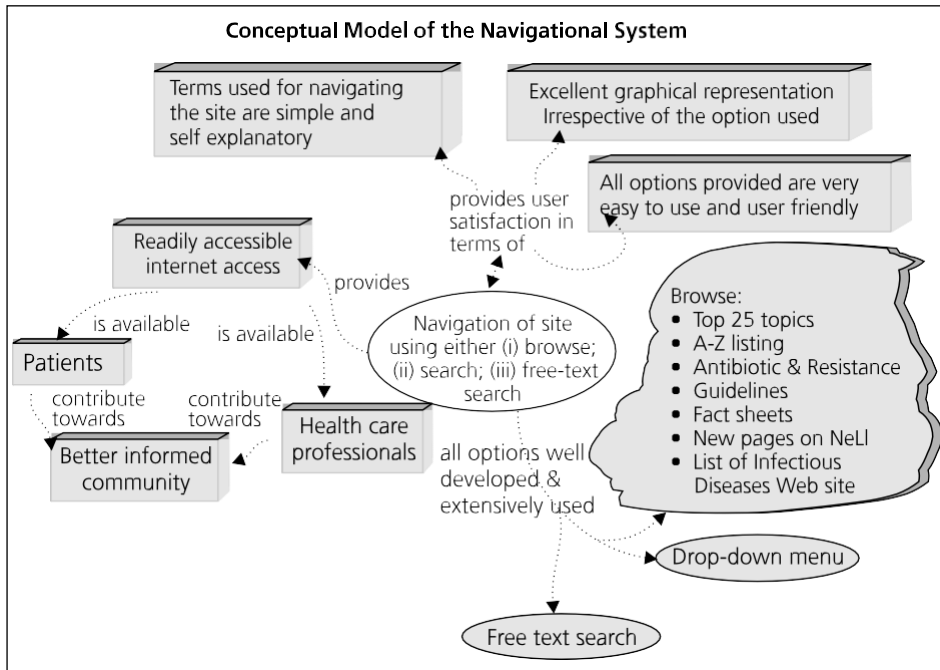 Conceptual Model of the Navigational System
Terms used for navigating
the site are simple and
self explanatory
Excellent graphical representation
Irrespective of the option used
provides user
satisfaction in
terms of
All options provided are very
easy to use and user friendly
Readily accessible
internet access
provides
is available
is available
Patients
Navigation of site
using either (i) browse;
(ii) search; (iii) free-text
search
Browse:
• Top 25 topics
• A-Z listing
• Antibiotic & Resistance
• Guidelines
• Fact sheets
• New pages on NeLI
• List of Infectious
Diseases Web site
contribute
towards
contribute
towards
Health care
professionals
Better informed
community
all options well
developed &
extensively used
Drop-down menu
Free text search